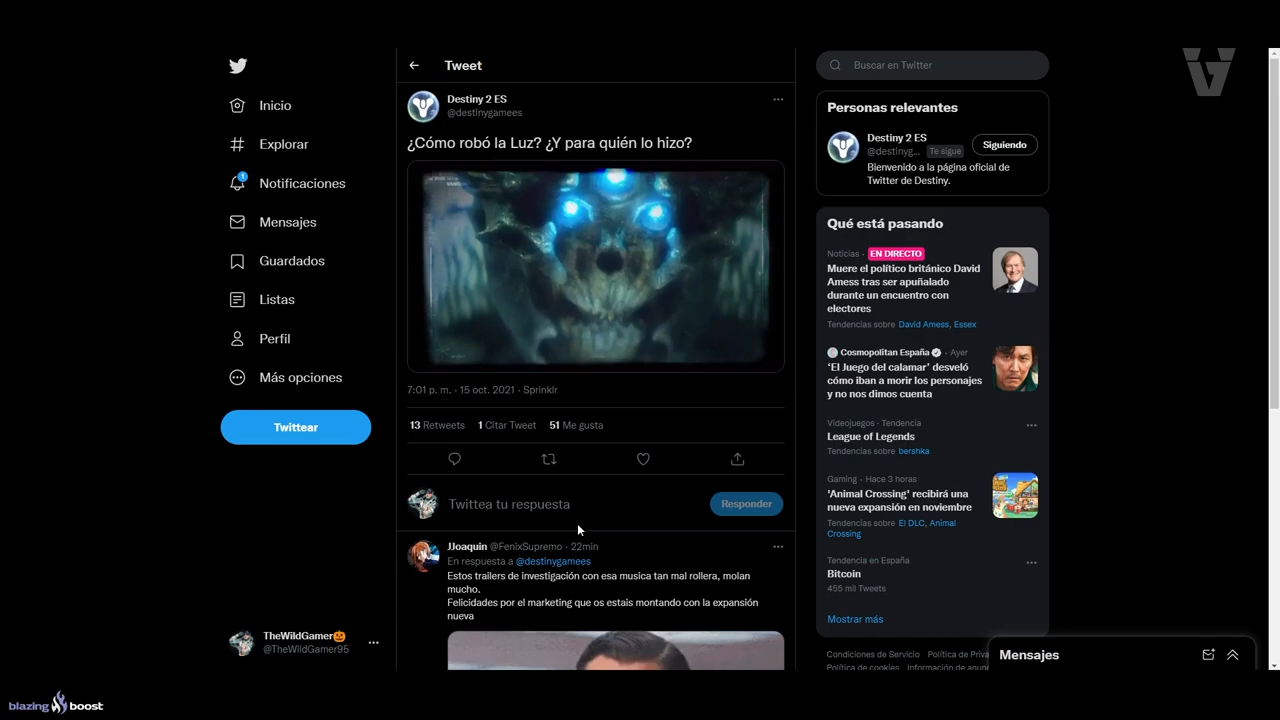 Inicio
Explorar
1
Notificaciones
Mensajes
Guardados
Listas
Perfil
Más opciones
Twittear
TheWildGamer🎃
@TheWildGamer95
Tweet
Destiny 2 ES
@destinygamees
¿Cómo robó la Luz? ¿Y para quién lo hizo?
7:01 p. m. · 15 oct. 2021 · Sprinklr
13 Retweets 1 Citar Tweet 51 Me gusta
Twittea tu respuesta
Responder
JJoaquin @FenixSupremo · 22min
En respuesta a @destinygamees
Estos trailers de investigación con esa musica tan mal rollera, molan
mucho.
Felicidades por el marketing que os estais montando con la expansión
nueva
Buscar en Twitter
Personas relevantes
Destiny 2 ES
@destinyg... Te sigue
Siguiendo
Bienvenido a la página oficial de
Twitter de Destiny.
Qué está pasando
Noticias · EN DIRECTO
Muere el político británico David
Amess tras ser apuñalado
durante un encuentro con
electores
Tendencias sobre David Amess, Essex
Cosmopolitan España · Ayer
‘El Juego del calamar’ desveló
cómo iban a morir los personajes
y no nos dimos cuenta
Videojuegos · Tendencia
League of Legends
Tendencias sobre bershka
Gaming · Hace 3 horas
'Animal Crossing' recibirá una
nueva expansión en noviembre
Tendencias sobre El DLC, Animal
Crossing
Tendencia en España
Bitcoin
455 mil Tweets
Mostrar más
Condiciones de Servicio Política de Priva
Política de cookies Información de anun
Mensajes
blazing boost